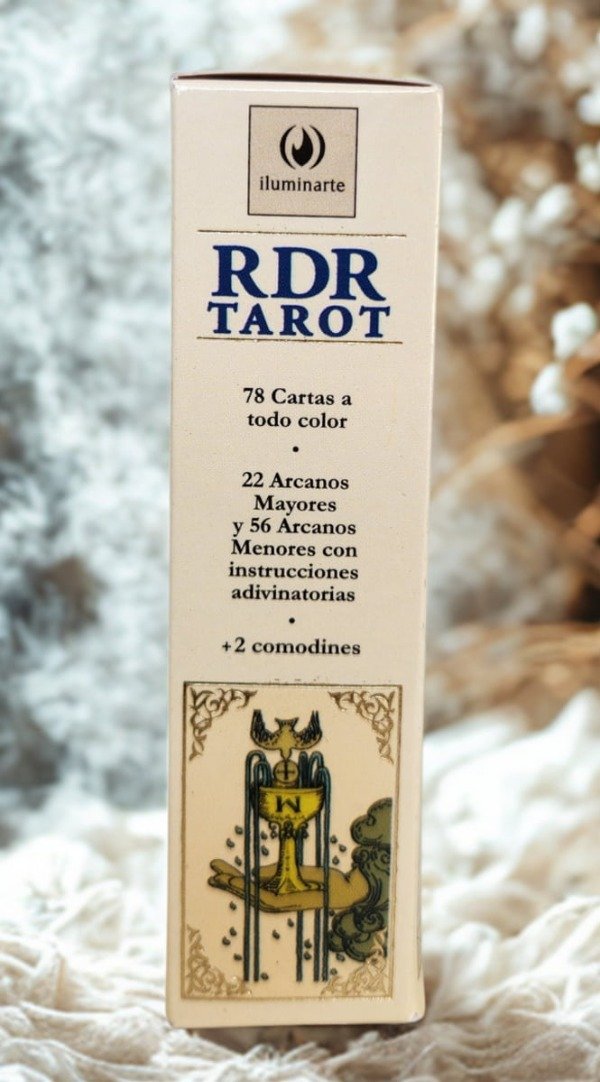 iluminarte
RDR
TAROT
78 Cartas a
todo color
•
22 Arcanos
Mayores
y 56 Arcanos
Menores con
instrucciones
adivinatorias
•
+2 comodines
W